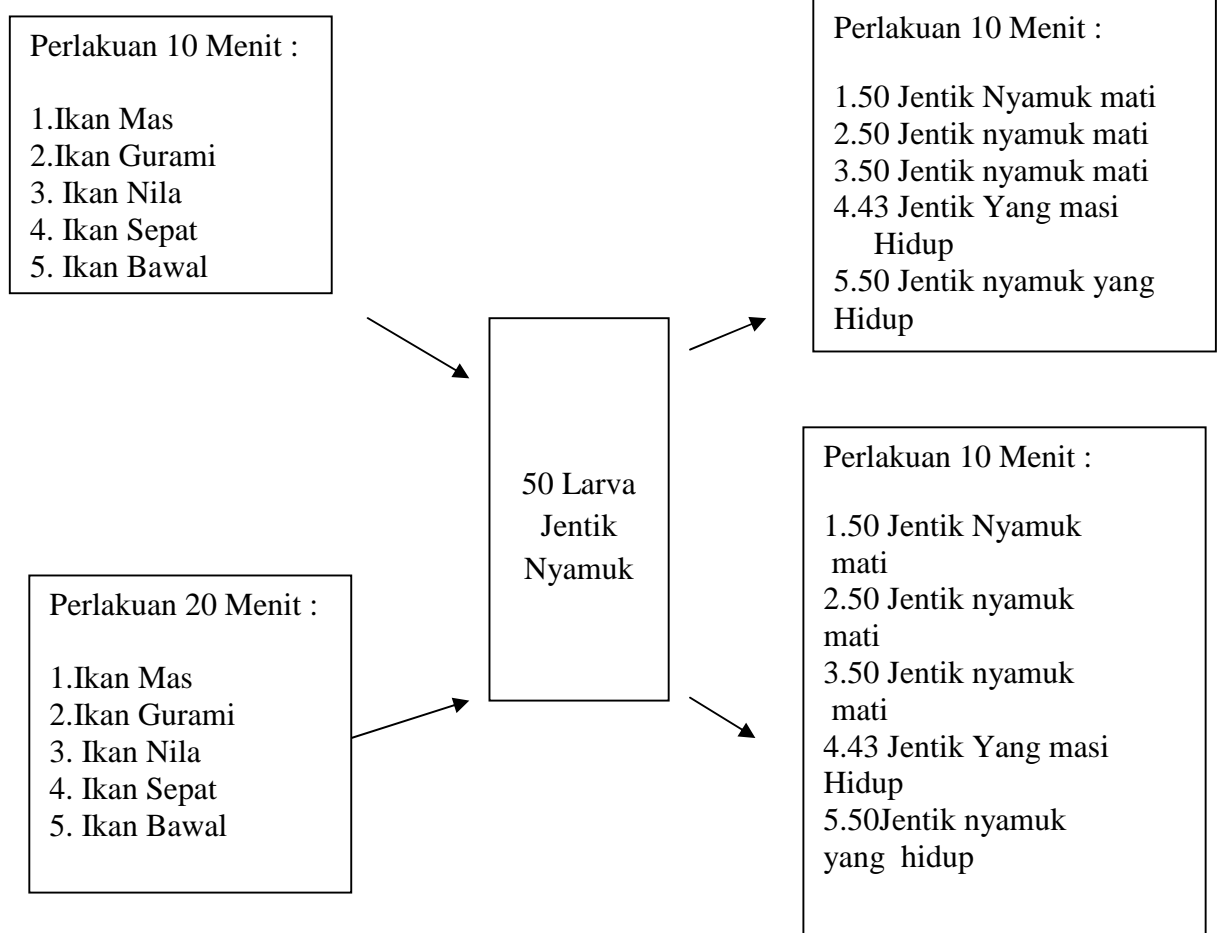 Perlakuan 10 Menit :
1.Ikan Mas
2.Ikan Gurami
3. Ikan Nila
4. Ikan Sepat
5. Ikan Bawal
Perlakuan 20 Menit :
1.Ikan Mas
2.Ikan Gurami
3. Ikan Nila
4. Ikan Sepat
5. Ikan Bawal
50 Larva
Jentik
Nyamuk
Perlakuan 10 Menit :
1.50 Jentik Nyamuk mati
2.50 Jentik nyamuk mati
3.50 Jentik nyamuk mati
4.43 Jentik Yang masi
Hidup
5.50 Jentik nyamuk yang
Hidup
Perlakuan 10 Menit :
1.50 Jentik Nyamuk
mati
2.50 Jentik nyamuk
mati
3.50 Jentik nyamuk
mati
4.43 Jentik Yang masi
Hidup
5.50Jentik nyamuk
yang hidup